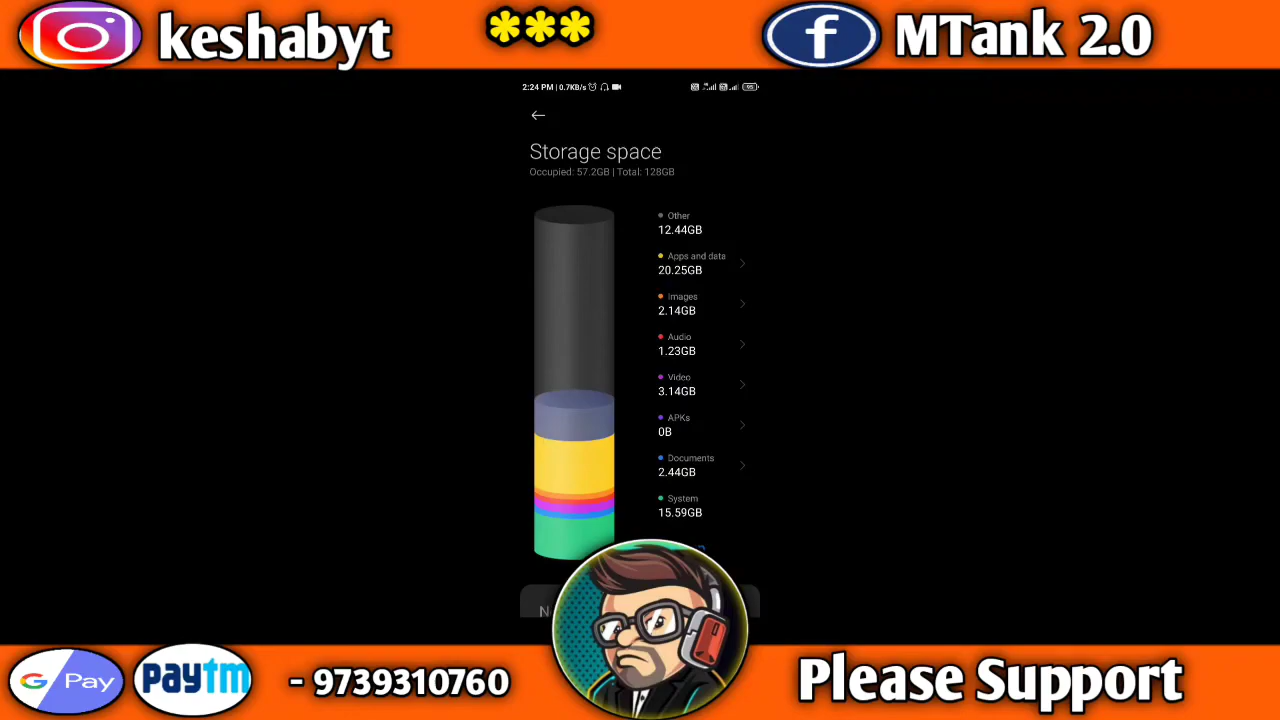 keshabyt *** MTank 2.0
2:24 PM | 0.7KB/s 95
Storage space
Occupied: 57.2GB | Total: 128GB
Other
12.44GB
Apps and data
20.25GB
Images
2.14GB
Audio
1.23GB
Video
3.14GB
APKs
0B
Documents
2.44GB
System
15.59GB
G Pay paytm - 9739310760 Please Support